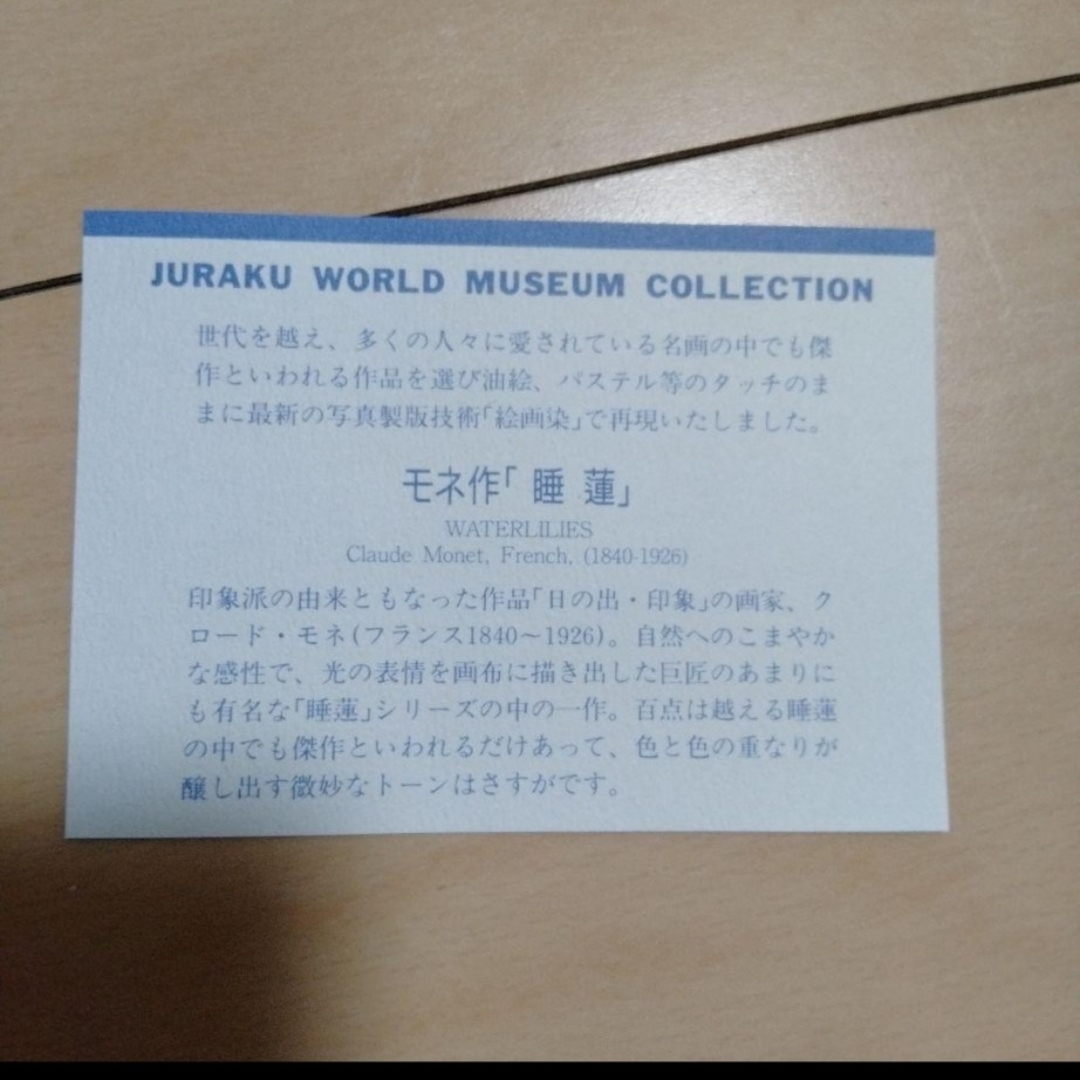 JURAKU WORLD MUSEUM COLLECTION
世代を越え、多くの人々に愛されている名画の中でも傑
作といわれる作品を選び油絵、パステル等のタッチのま
まに最新の写真製版技術｢絵画染｣で再現いたしました。
モネ作「睡 蓮」
WATERLILIES
Claude Monet, French, (1840-1926)
印象派の由来ともなった作品｢日の出・印象｣の画家、ク
ロード・モネ(フランス1840～1926)。自然へのこまやか
な感性で、光の表情を画布に描き出した巨匠のあまりに
も有名な｢睡蓮｣シリーズの中の一作。百点は越える睡蓮
の中でも傑作といわれるだけあって、色と色の重なりが
醸し出す微妙なトーンはさすがです。